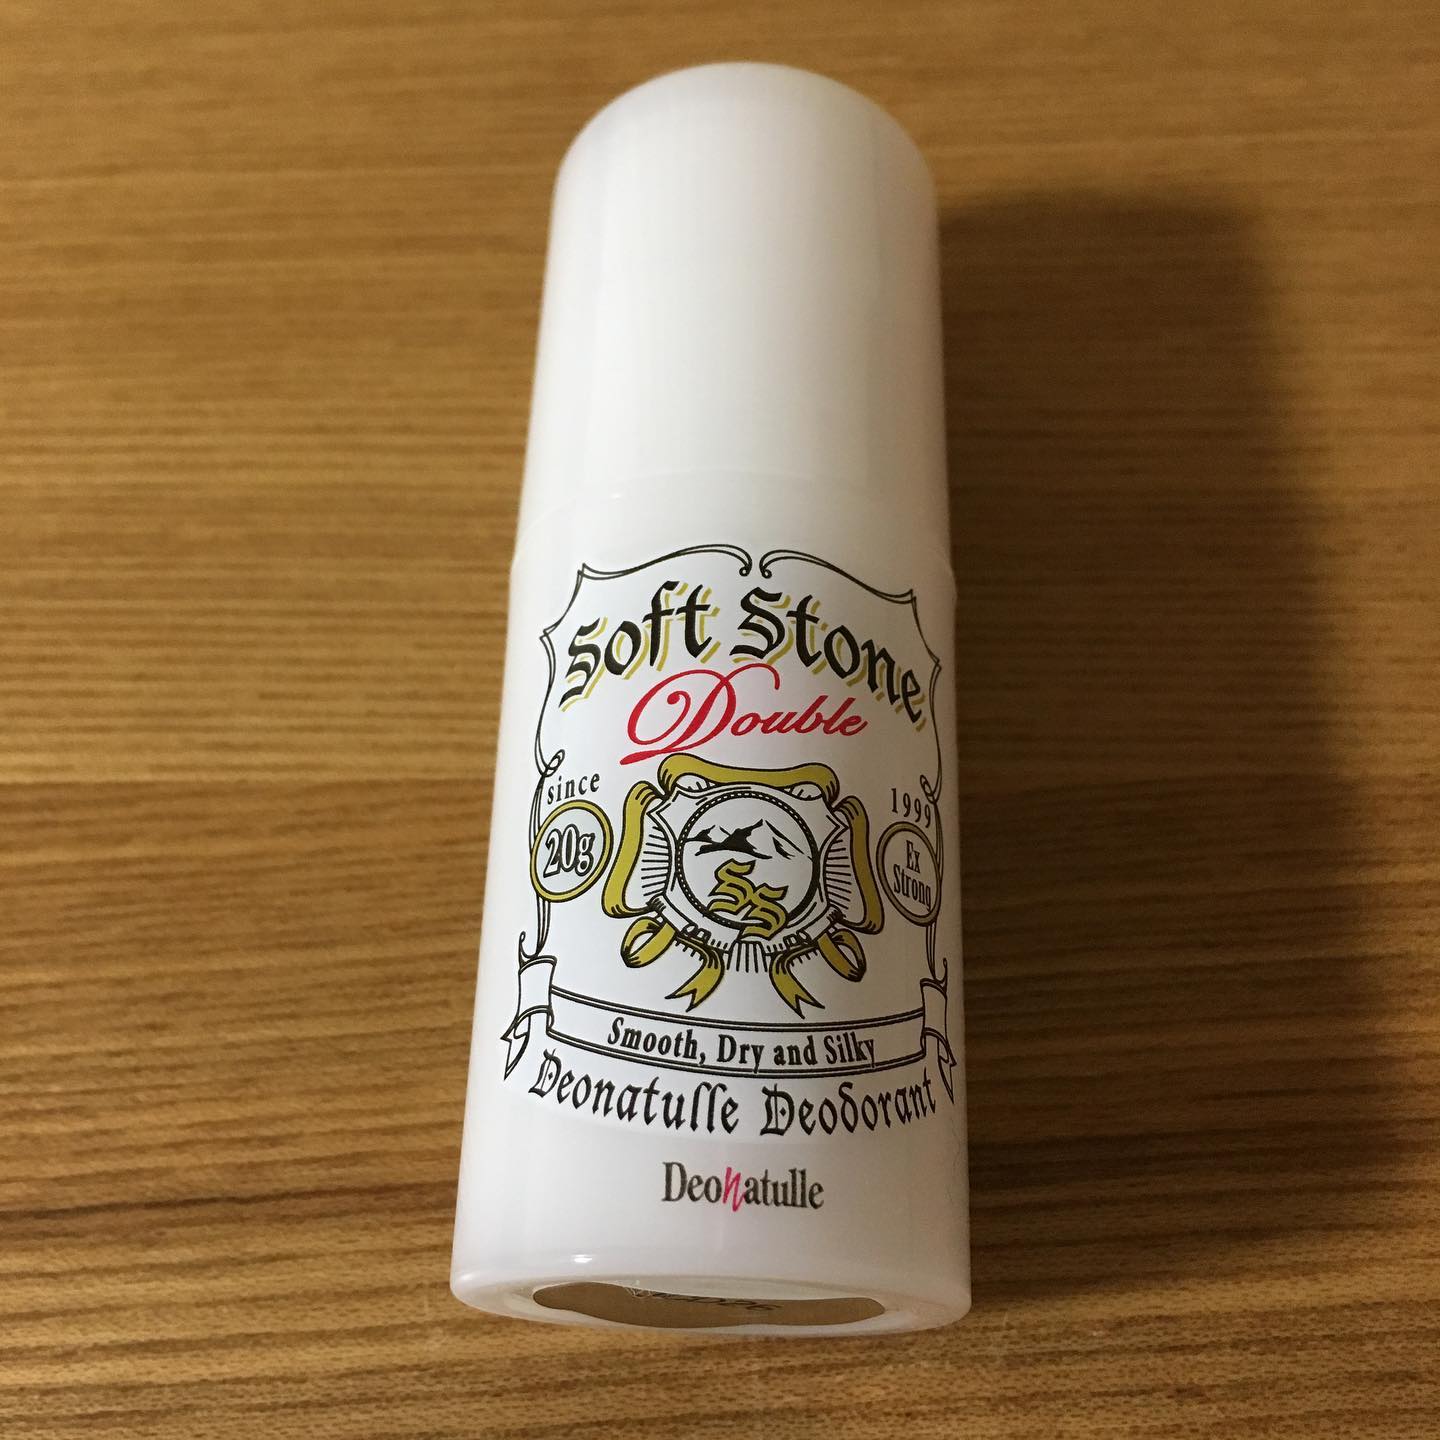 Soft Stone
Double
since
1999
20g
Ex
Strong
SS
Smooth, Dry and Silky
Deonatulle Deodorant
Deonatulle